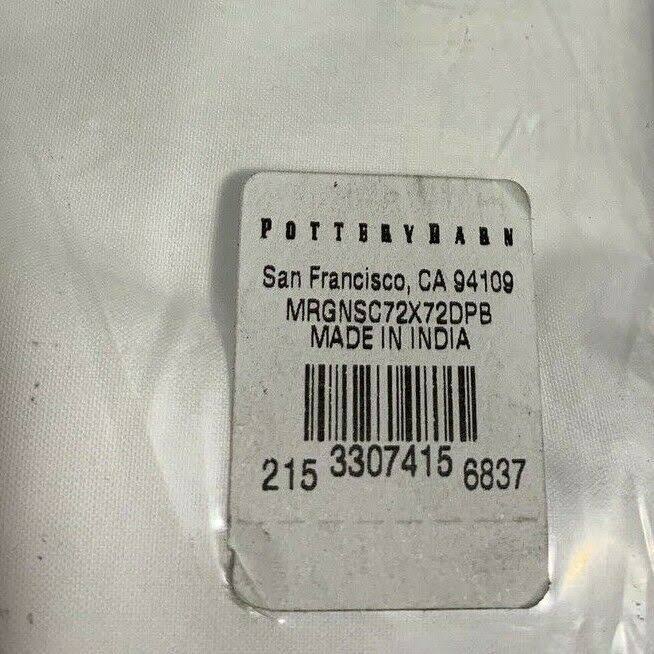 POTTERYBARN
San Francisco, CA 94109
MRGNSC72X72DPB
MADE IN INDIA
215 3307415 6837